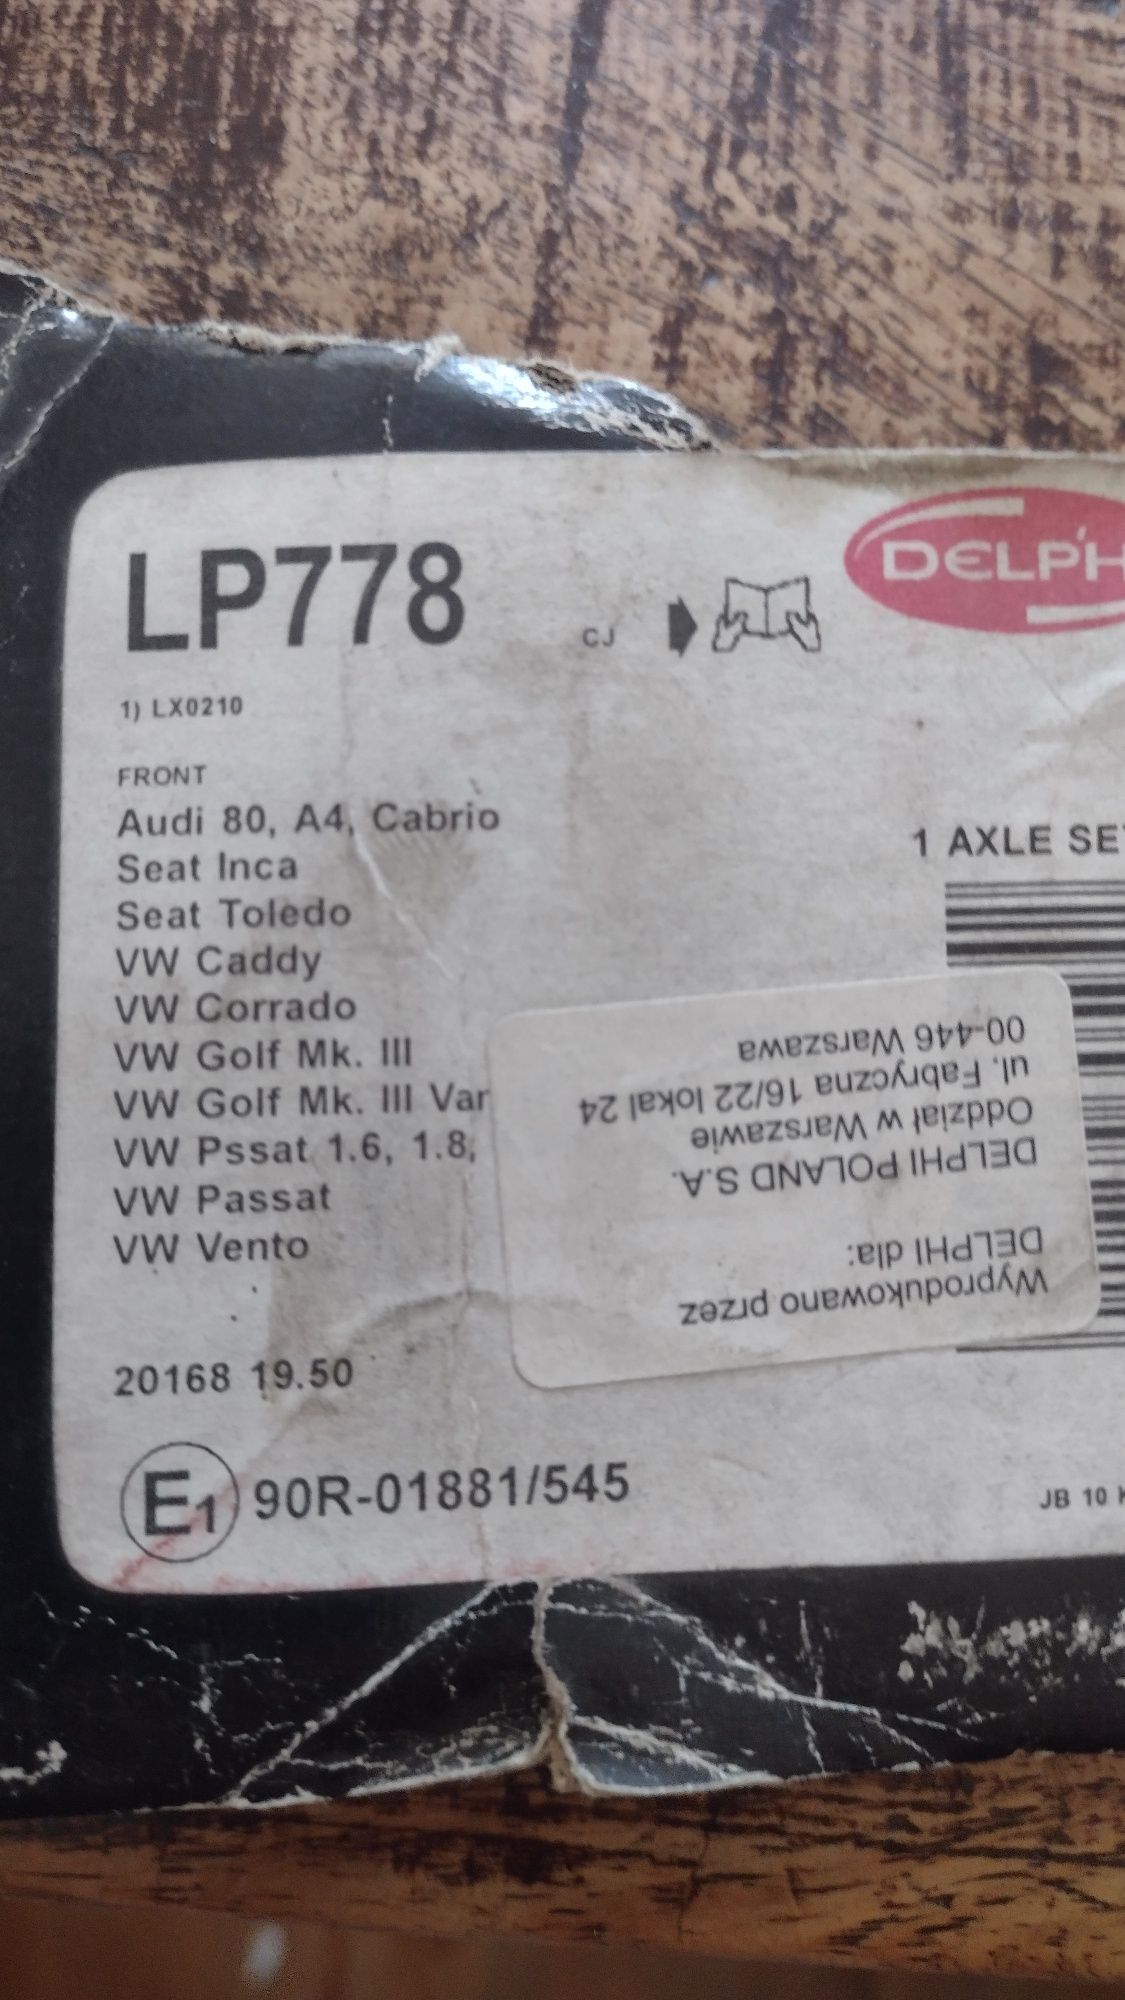 LP778
CJ
DELPH
1) LX0210
FRONT
Audi 80, A4, Cabrio
Seat Inca
Seat Toledo
VW Caddy
VW Corrado
VW Golf Mk. III
VW Golf Mk. III Var
VW Pssat 1.6, 1.8,
VW Passat
VW Vento
1 AXLE SE
20168 19.50
E1 90R-01881/545
JB 10
Wyprodukowano przez
DELPHI dla:
DELPHI POLAND S.A.
Oddział w Warszawie
ul. Fabryczna 16/22 lokal 24
00-446 Warszawa